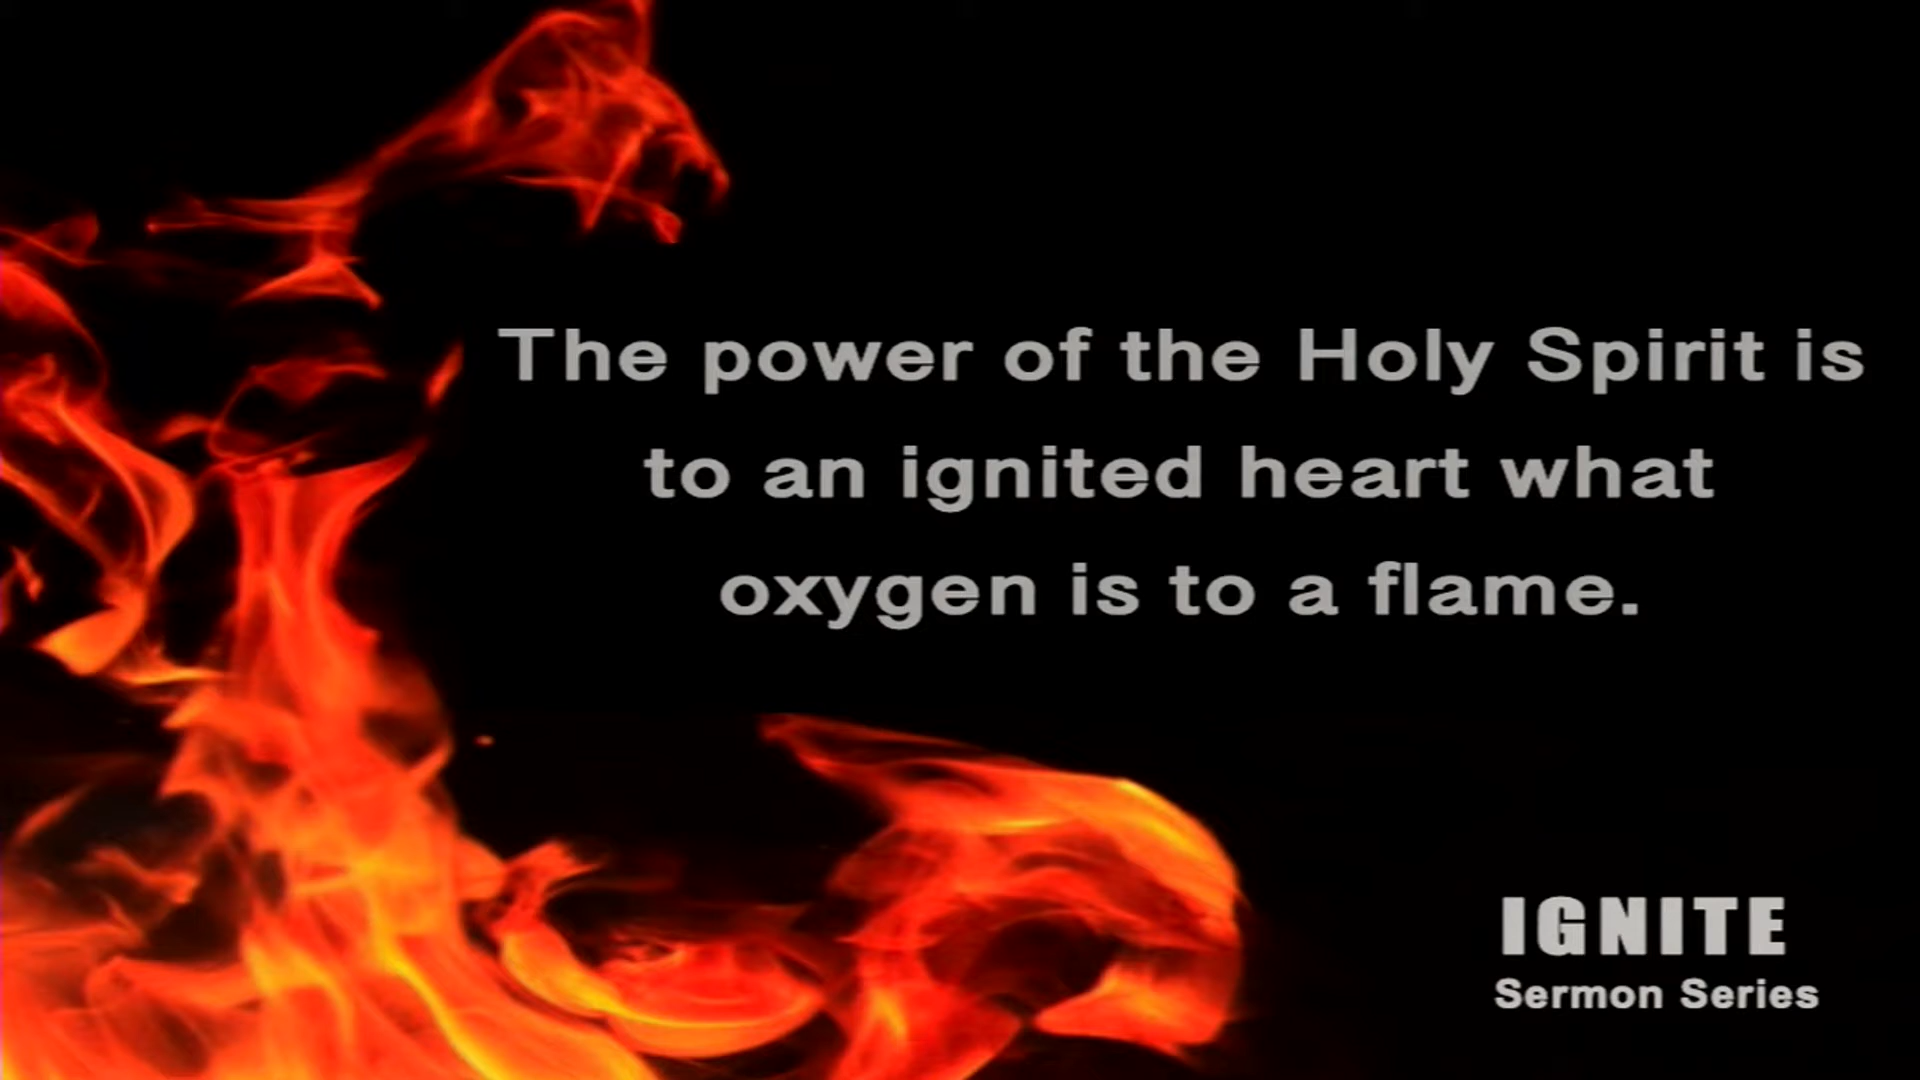 The power of the Holy Spirit is
to an ignited heart what
oxygen is to a flame.
IGNITE
Sermon Series